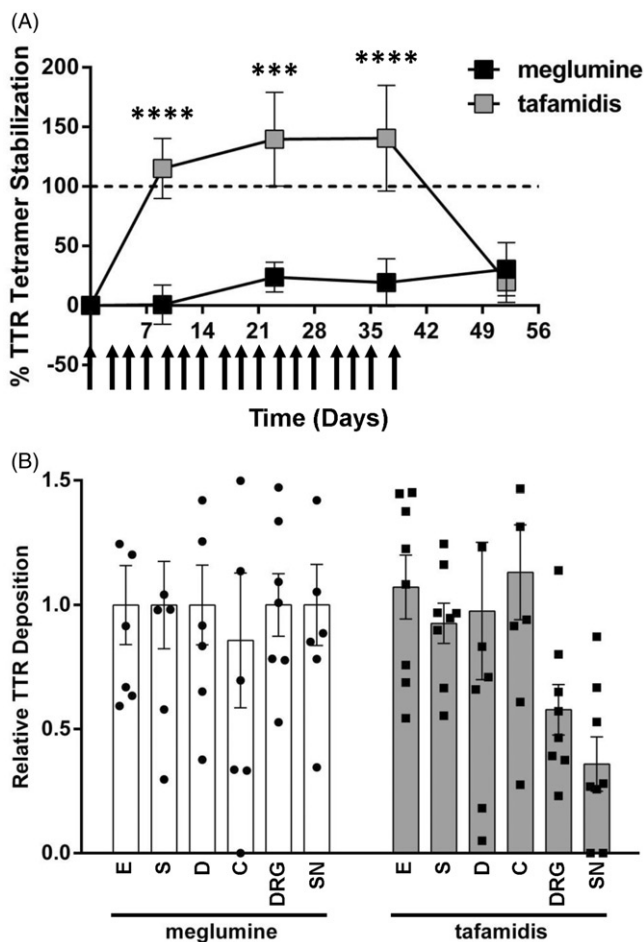 (A)
% TTR Tetramer Stabilization
200
150
100
50
0
-50
**** *** ****
meglumine
tafamidis
7 14 21 28 35 42 49 56
Time (Days)
(B)
Relative TTR Deposition
1.5
1.0
0.5
0.0
E S D C DRG SN E S D C DRG SN
meglumine tafamidis